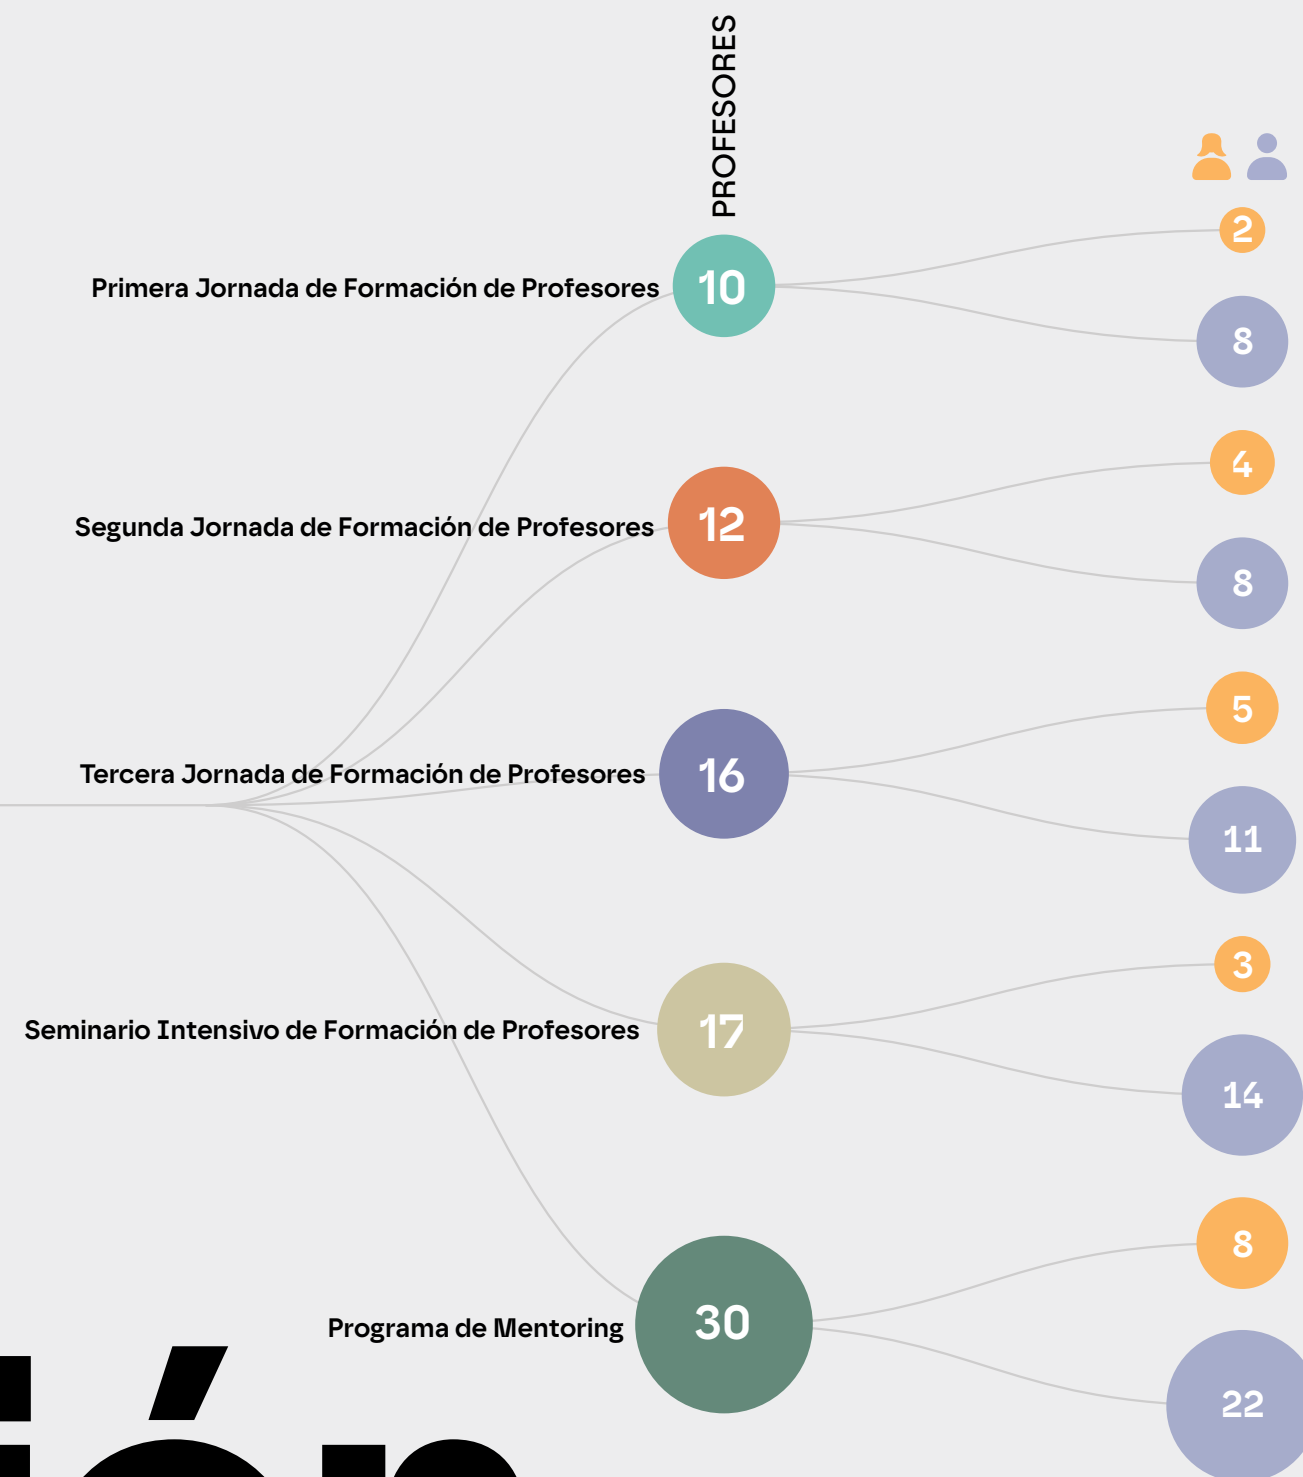 PROFESORES
2
Primera Jornada de Formación de Profesores 10
8
4
Segunda Jornada de Formación de Profesores 12
8
5
Tercera Jornada de Formación de Profesores 16
11
3
Seminario Intensivo de Formación de Profesores 17
14
8
Programa de Mentoring 30
22
ión